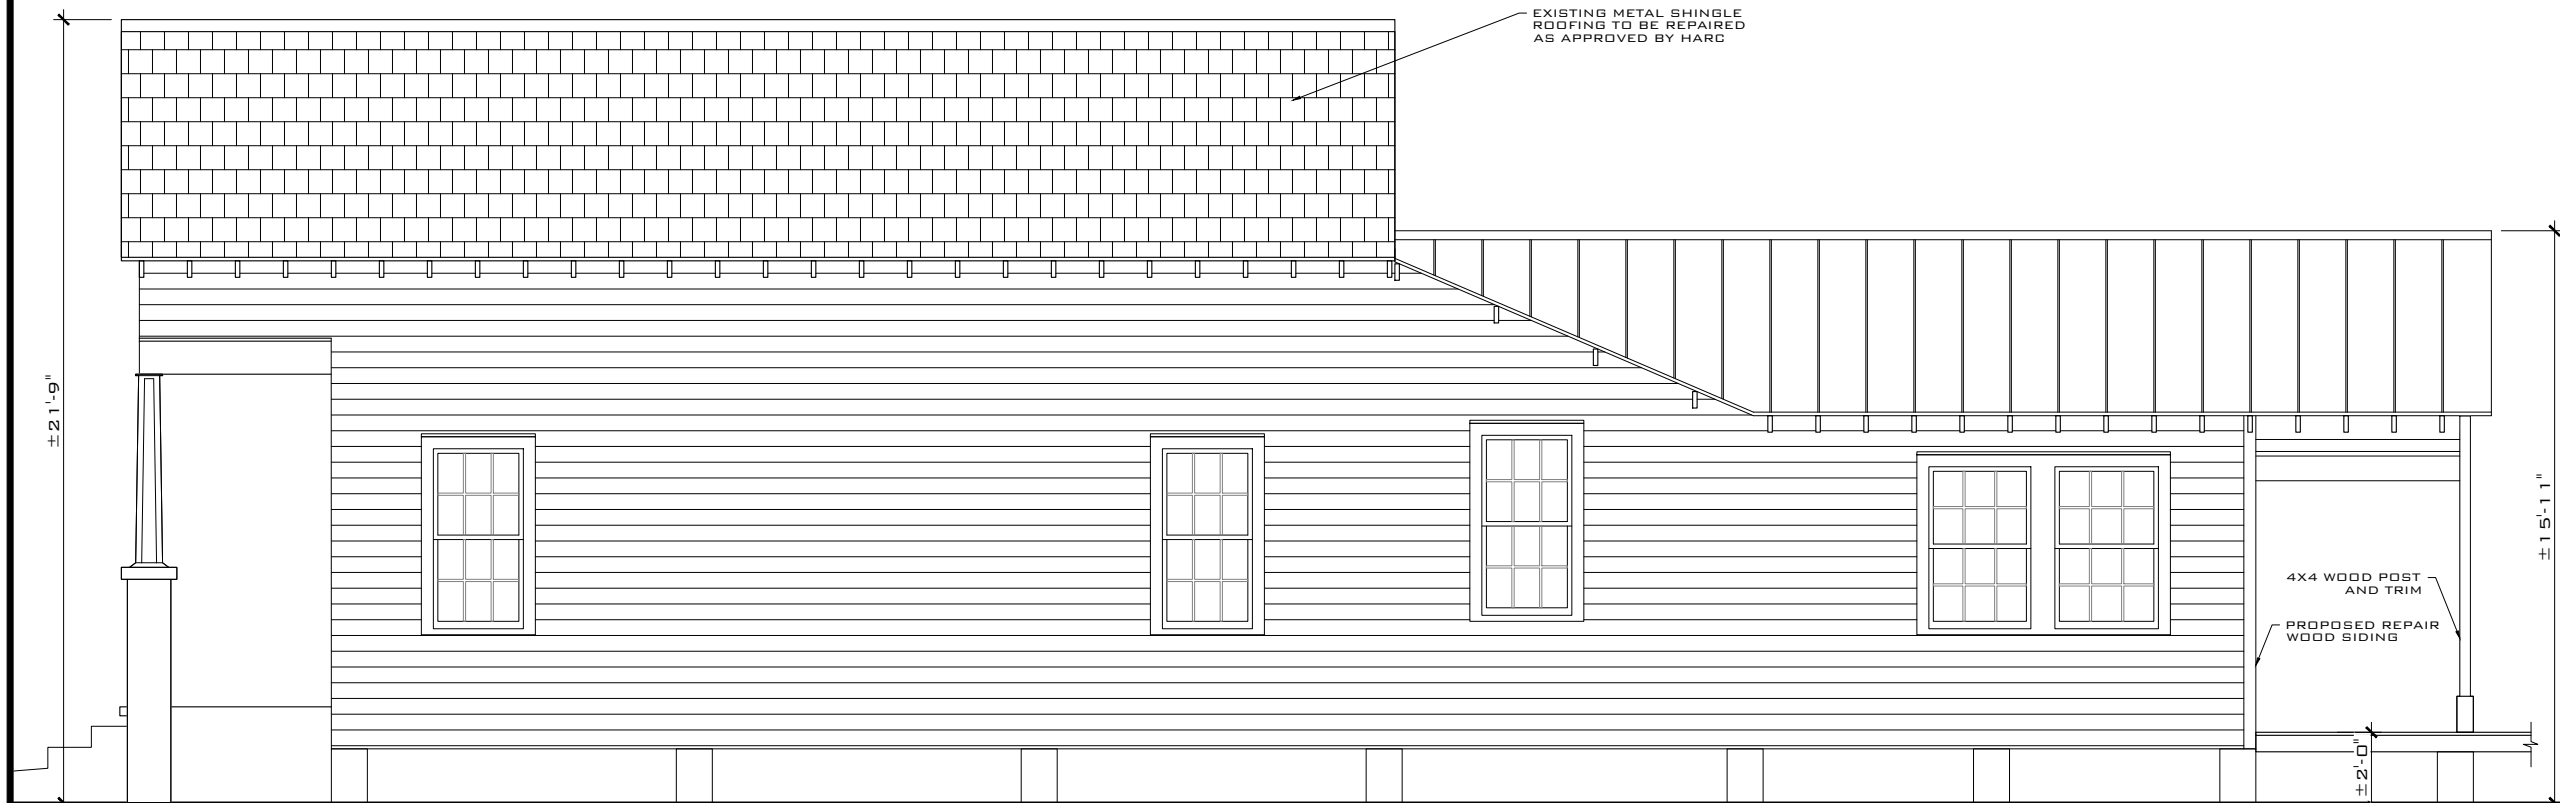 EXISTING METAL SHINGLE
ROOFING TO BE REPAIRED
AS APPROVED BY HARC
±21'-9"
±15'-11"
4X4 WOOD POST
AND TRIM
PROPOSED REPAIR
WOOD SIDING
±2'-0"